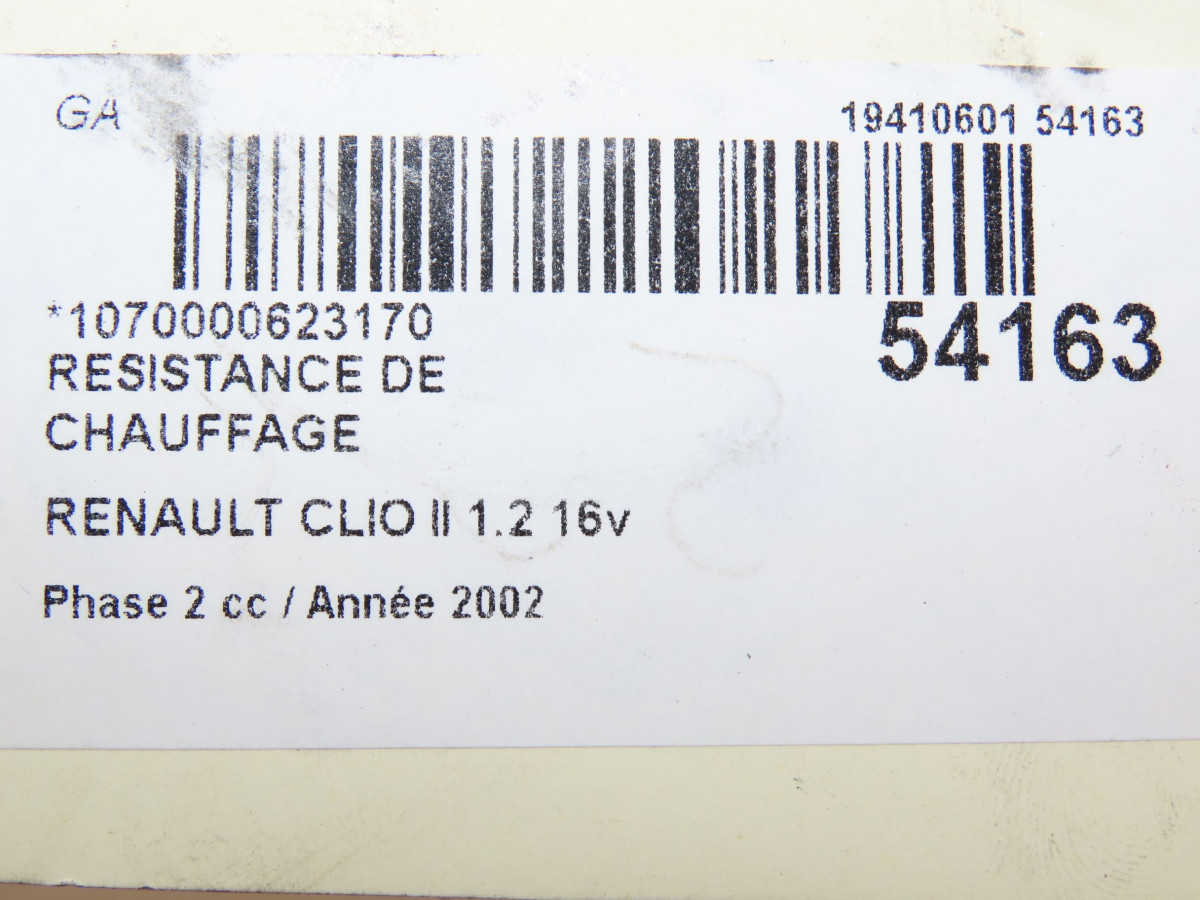 GA
19410601 54163
*1070000623170
54163
RESISTANCE DE
CHAUFFAGE
RENAULT CLIO II 1.2 16v
Phase 2 cc / Année 2002